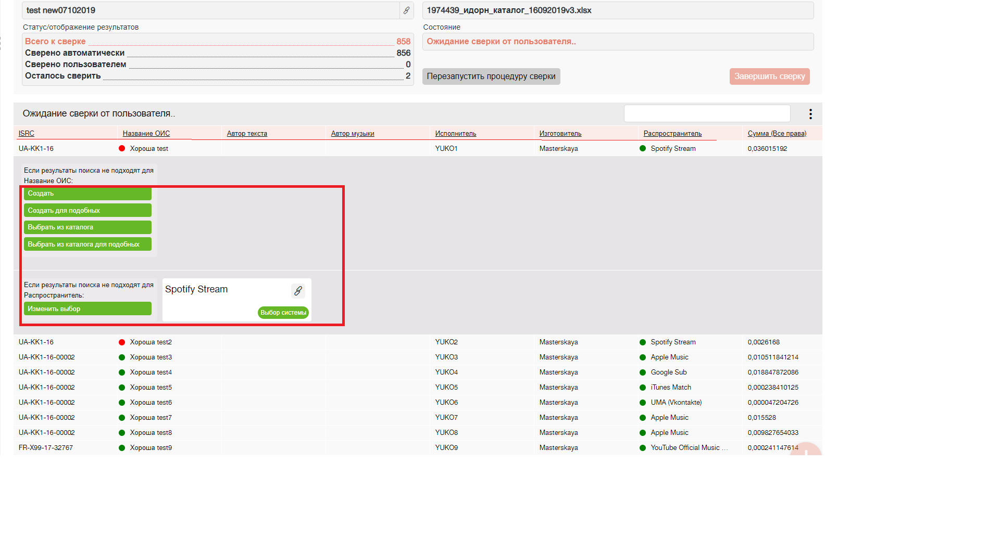 test new07102019
1974439_идорн_каталог_16092019v3.xlsx
Статус/отображение результатов
Состояние
Всего к сверке 858
Ожидание сверки от пользователя..
Сверено автоматически 856
Сверено пользователем 0
Осталось сверить 2
Перезапустить процедуру сверки
Завершить сверку
Ожидание сверки от пользователя..
ISRC Название ОИС Автор текста Автор музыки Исполнитель Изготовитель Распространитель Сумма (Все права)
UA-KK1-16 Хороша test YUKO1 Masterskaya Spotify Stream 0,036015192
Если результаты поиска не подходят для
Название ОИС:
Создать
Создать для подобных
Выбрать из каталога
Выбрать из каталога для подобных
Если результаты поиска не подходят для
Распространитель:
Изменить выбор
Spotify Stream
Выбор системы
UA-KK1-16 Хороша test2 YUKO2 Masterskaya Spotify Stream 0,0026168
UA-KK1-16-00002 Хороша test3 YUKO3 Masterskaya Apple Music 0,010511841214
UA-KK1-16-00002 Хороша test4 YUKO4 Masterskaya Google Sub 0,018847872086
UA-KK1-16-00002 Хороша test5 YUKO5 Masterskaya iTunes Match 0,000238410125
UA-KK1-16-00002 Хороша test6 YUKO6 Masterskaya UMA (Vkontakte) 0,000047204726
UA-KK1-16-00002 Хороша test7 YUKO7 Masterskaya Apple Music 0,015528
UA-KK1-16-00002 Хороша test8 YUKO8 Masterskaya Apple Music 0,009827654033
FR-X99-17-32767 Хороша test9 YUKO9 Masterskaya YouTube Official Music ... 0,000241147614